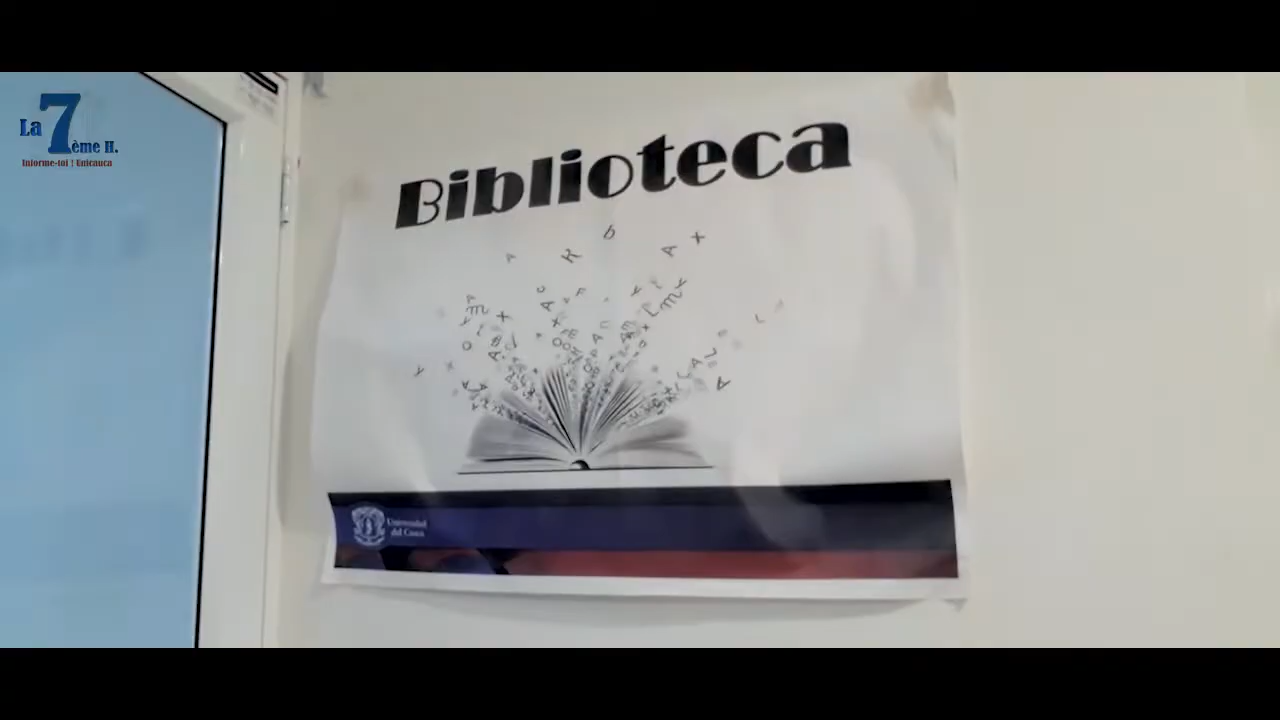 La 7ème H.
Informe-toi ! Unicauca
Biblioteca
Universidad
del Cauca